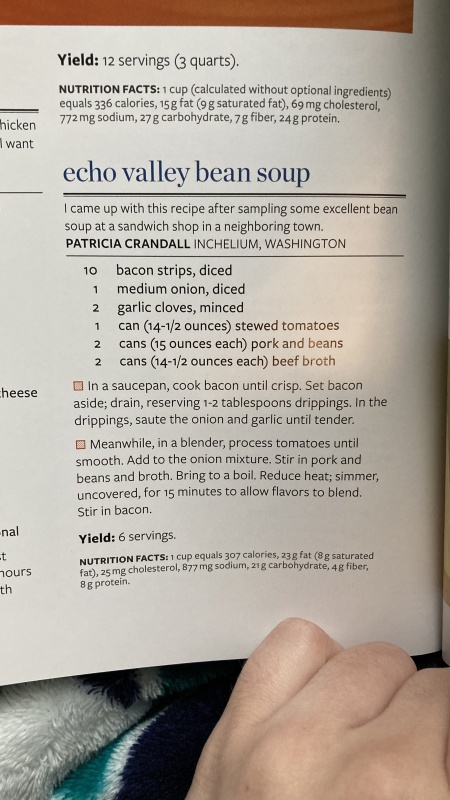 Yield: 12 servings (3 quarts).
NUTRITION FACTS: 1 cup (calculated without optional ingredients)
equals 336 calories, 15 g fat (9 g saturated fat), 69 mg cholesterol,
772 mg sodium, 27 g carbohydrate, 7 g fiber, 24 g protein.
hicken
want
echo valley bean soup
I came up with this recipe after sampling some excellent bean
soup at a sandwich shop in a neighboring town.
PATRICIA CRANDALL INCHELIUM, WASHINGTON
10 bacon strips, diced
1 medium onion, diced
2 garlic cloves, minced
1 can (14-1/2 ounces) stewed tomatoes
2 cans (15 ounces each) pork and beans
2 cans (14-1/2 ounces each) beef broth
cheese
In a saucepan, cook bacon until crisp. Set bacon
aside; drain, reserving 1-2 tablespoons drippings. In the
drippings, saute the onion and garlic until tender.
Meanwhile, in a blender, process tomatoes until
smooth. Add to the onion mixture. Stir in pork and
beans and broth. Bring to a boil. Reduce heat; simmer,
uncovered, for 15 minutes to allow flavors to blend.
Stir in bacon.
onal
st
hours
th
Yield: 6 servings.
NUTRITION FACTS: 1 cup equals 307 calories, 23 g fat (8 g saturated
fat), 25 mg cholesterol, 877 mg sodium, 21 g carbohydrate, 4 g fiber,
8 g protein.